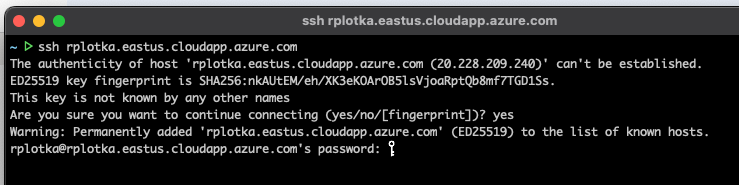 ssh rplotka.eastus.cloudapp.azure.com
~ ▷ ssh rplotka.eastus.cloudapp.azure.com
The authenticity of host 'rplotka.eastus.cloudapp.azure.com (20.228.209.240)' can't be established.
ED25519 key fingerprint is SHA256:nkAUtEM/eh/XK3eKOArOB5lsVjoaRptQb8mf7TGD1Ss.
This key is not known by any other names
Are you sure you want to continue connecting (yes/no/[fingerprint])? yes
Warning: Permanently added 'rplotka.eastus.cloudapp.azure.com' (ED25519) to the list of known hosts.
rplotka@rplotka.eastus.cloudapp.azure.com's password: